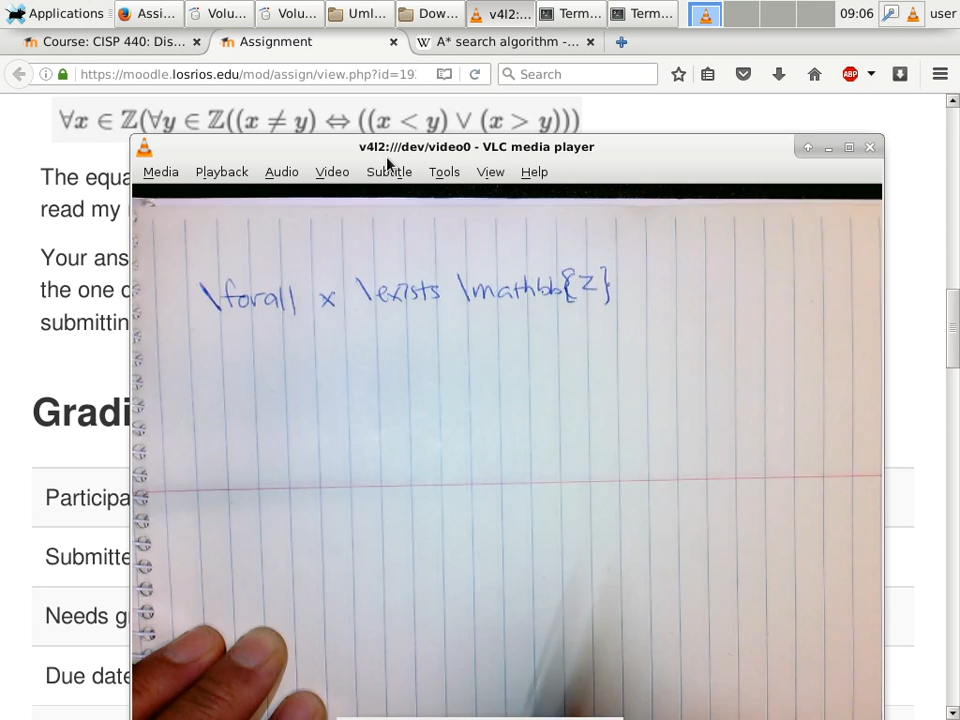 Applications
Assi...
Volu...
Volu...
Uml...
Dow...
v4l2:...
Term...
Term...
09:06
user
Course: CISP 440: Dis...
Assignment
A* search algorithm -...
https://moodle.losrios.edu/mod/assign/view.php?id=19
Search
ABP
∀x ∈ ℤ(∀y ∈ ℤ((x ≠ y) ⇔ ((x < y) ∨ (x > y)))
v4l2:///dev/video0 - VLC media player
Media Playback Audio Video Subtitle Tools View Help
The equa
read my
Your ans
the one
submittin
\forall x \exists \mathbb{Z}
Gradi
Participa
Submitte
Needs g
Due date